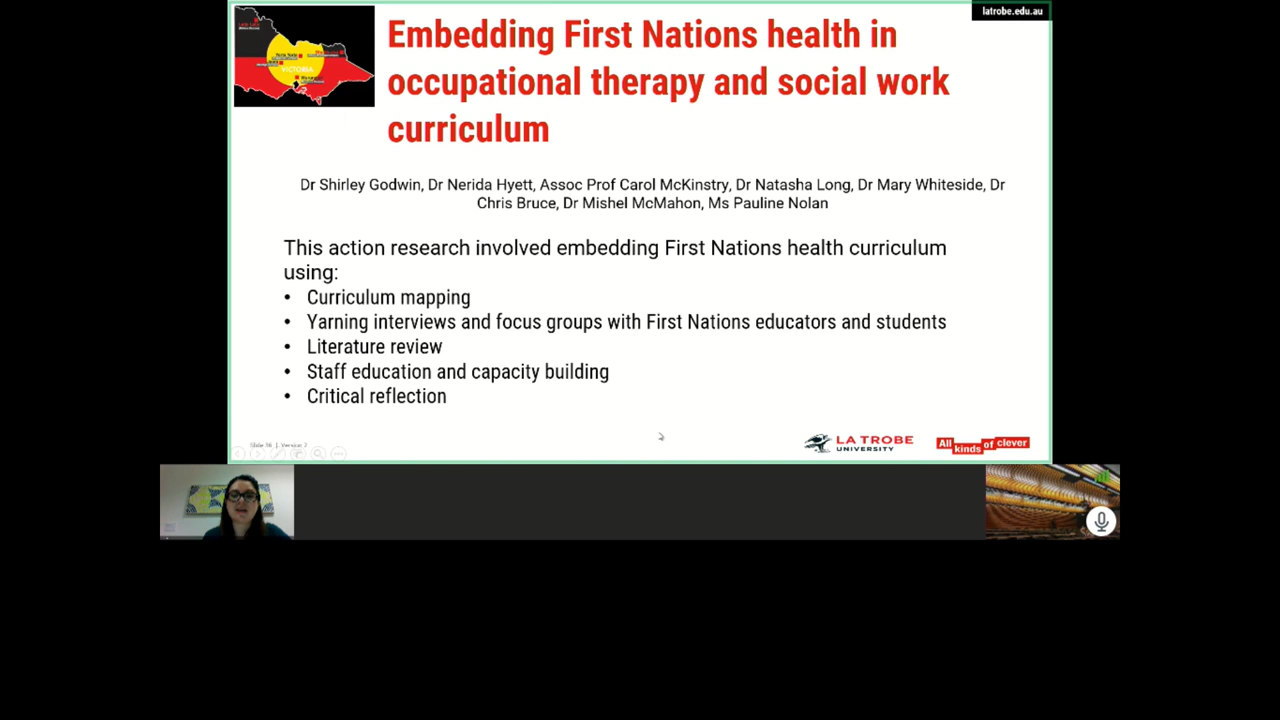 latrobe.edu.au
Embedding First Nations health in
occupational therapy and social work
curriculum
VICTORIA
Dr Shirley Godwin, Dr Nerida Hyett, Assoc Prof Carol McKinstry, Dr Natasha Long, Dr Mary Whiteside, Dr
Chris Bruce, Dr Mishel McMahon, Ms Pauline Nolan
This action research involved embedding First Nations health curriculum
using:
• Curriculum mapping
• Yarning interviews and focus groups with First Nations educators and students
• Literature review
• Staff education and capacity building
• Critical reflection
LA TROBE
UNIVERSITY
All kinds of clever